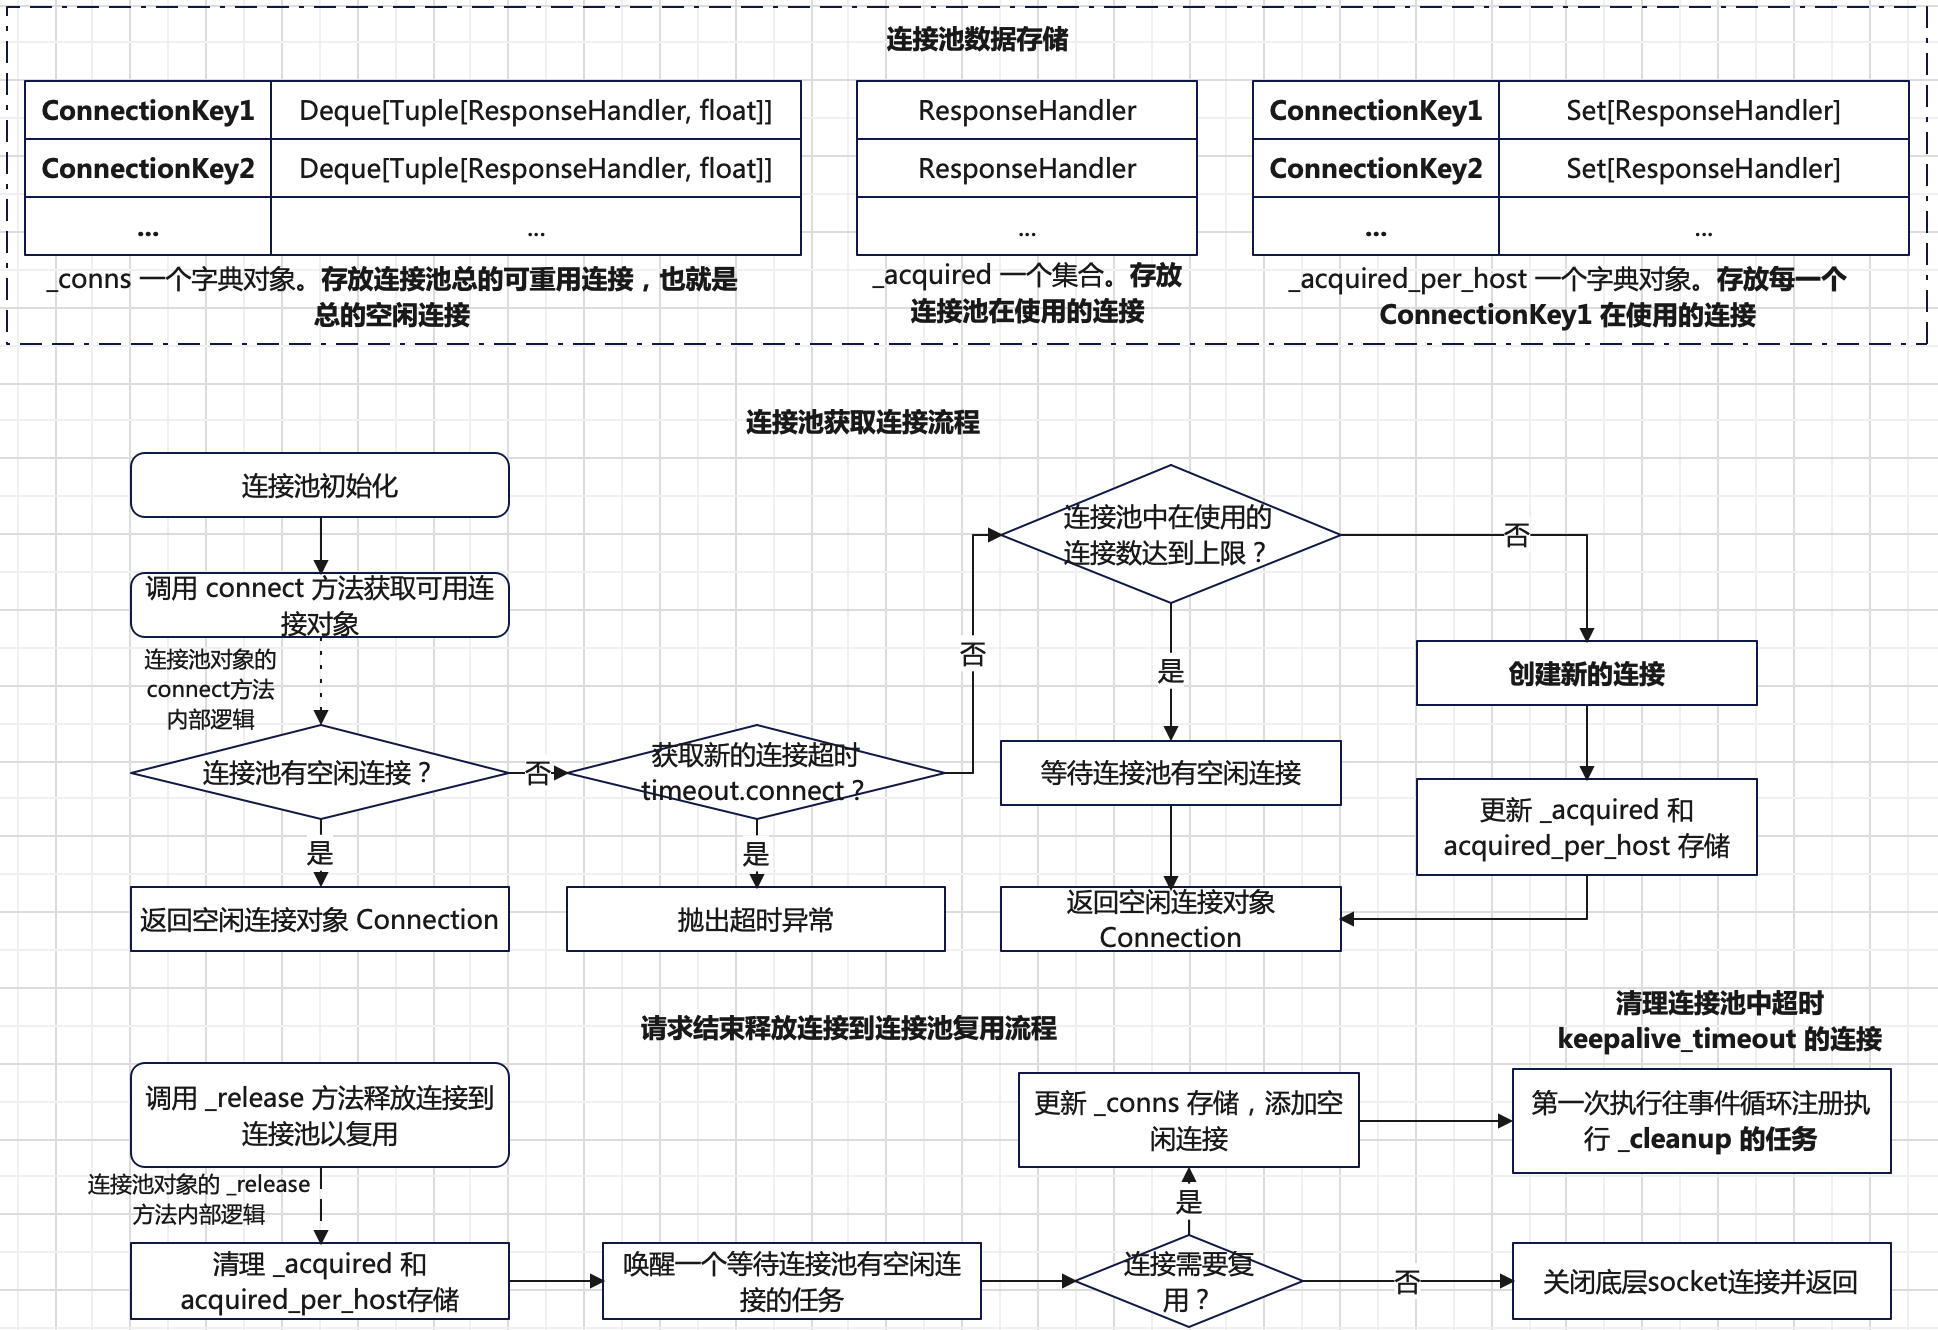 连接池数据存储
ConnectionKey1 Deque[Tuple[ResponseHandler, float]]
ConnectionKey2 Deque[Tuple[ResponseHandler, float]]
... ...
_conns 一个字典对象。存放连接池总的可重用连接，也就是
总的空闲连接
ResponseHandler
ResponseHandler
...
_acquired 一个集合。存放
连接池在使用的连接
ConnectionKey1 Set[ResponseHandler]
ConnectionKey2 Set[ResponseHandler]
... ...
_acquired_per_host 一个字典对象。存放每一个
ConnectionKey1 在使用的连接
连接池获取连接流程
连接池初始化
调用 connect 方法获取可用连
接对象
连接池对象的
connect方法
内部逻辑
连接池有空闲连接？
是
返回空闲连接对象 Connection
否
获取新的连接超时
timeout.connect？
是
抛出超时异常
否
连接池中在使用的
连接数达到上限？
是
等待连接池有空闲连接
返回空闲连接对象
Connection
否
创建新的连接
更新 _acquired 和
acquired_per_host 存储
请求结束释放连接到连接池复用流程
调用 _release 方法释放连接到
连接池以复用
连接池对象的 _release
方法内部逻辑
清理 _acquired 和
acquired_per_host存储
唤醒一个等待连接池有空闲连
接的任务
连接需要复
用？
是
更新 _conns 存储，添加空
闲连接
否
关闭底层socket连接并返回
清理连接池中超时
keepalive_timeout 的连接
第一次执行往事件循环注册执
行 _cleanup 的任务